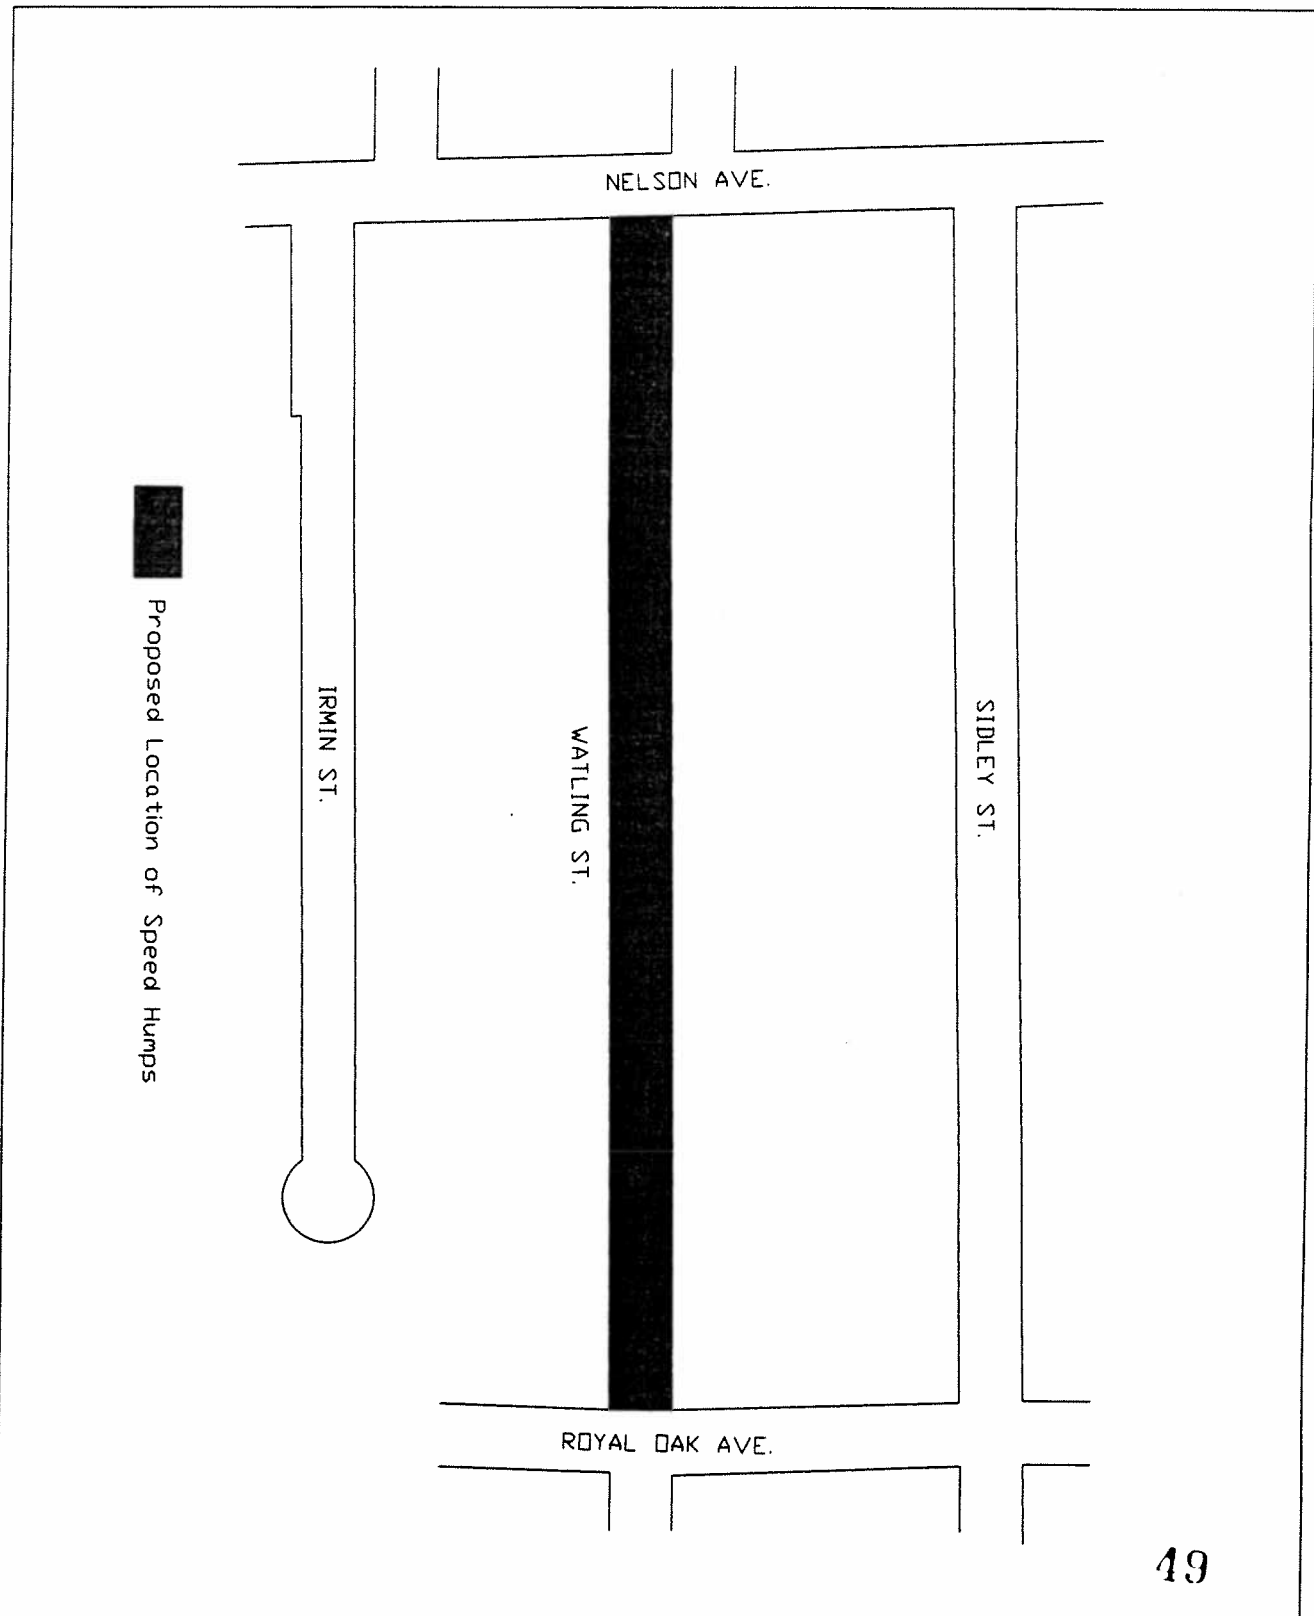 NELSON AVE.
IRMIN ST.
WATLING ST.
SIDLEY ST.
Proposed Location of Speed Humps
ROYAL OAK AVE.
49